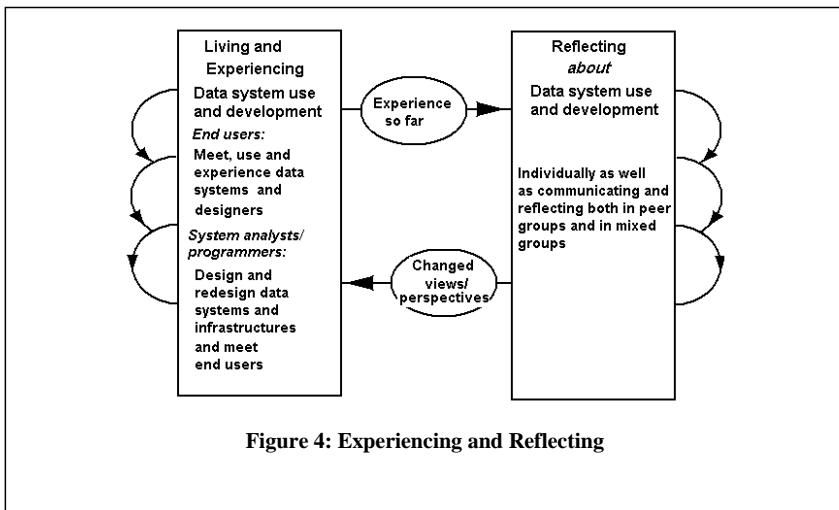 Living and
Experiencing
Data system use
and development
End users:
Meet, use and
experience data
systems and
designers
System analysts/
programmers:
Design and
redesign data
systems and
infrastructures
and meet
end users
Experience
so far
Changed
views/
perspectives
Reflecting
about
Data system use
and development
Individually as well
as communicating and
reflecting both in peer
groups and in mixed
groups
Figure 4: Experiencing and Reflecting